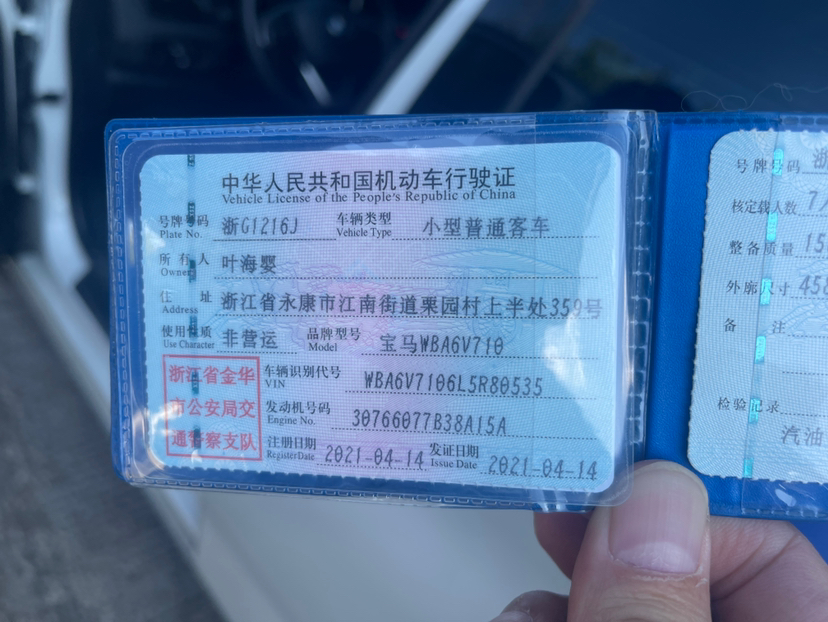 中华人民共和国机动车行驶证
Vehicle License of the People's Republic of China
号牌号码 浙G1216J 车辆类型 小型普通客车
Plate No. Vehicle Type
所有人 叶海婴
Owner
住址 浙江省永康市江南街道栗园村上半处359号
Address
使用性质 非营运 品牌型号 宝马WBA6V710
Use Character Model
浙江省金华
市公安局交
通警察支队
车辆识别代号 WBA6V7106L5R80535
VIN
发动机号码 30766077B38A15A
Engine No.
注册日期 2021-04-14 发证日期 2021-04-14
Register Date Issue Date
号牌号码 浙
核定载人数
整备质量 15
外廓尺寸 458
备注
检验记录
汽油